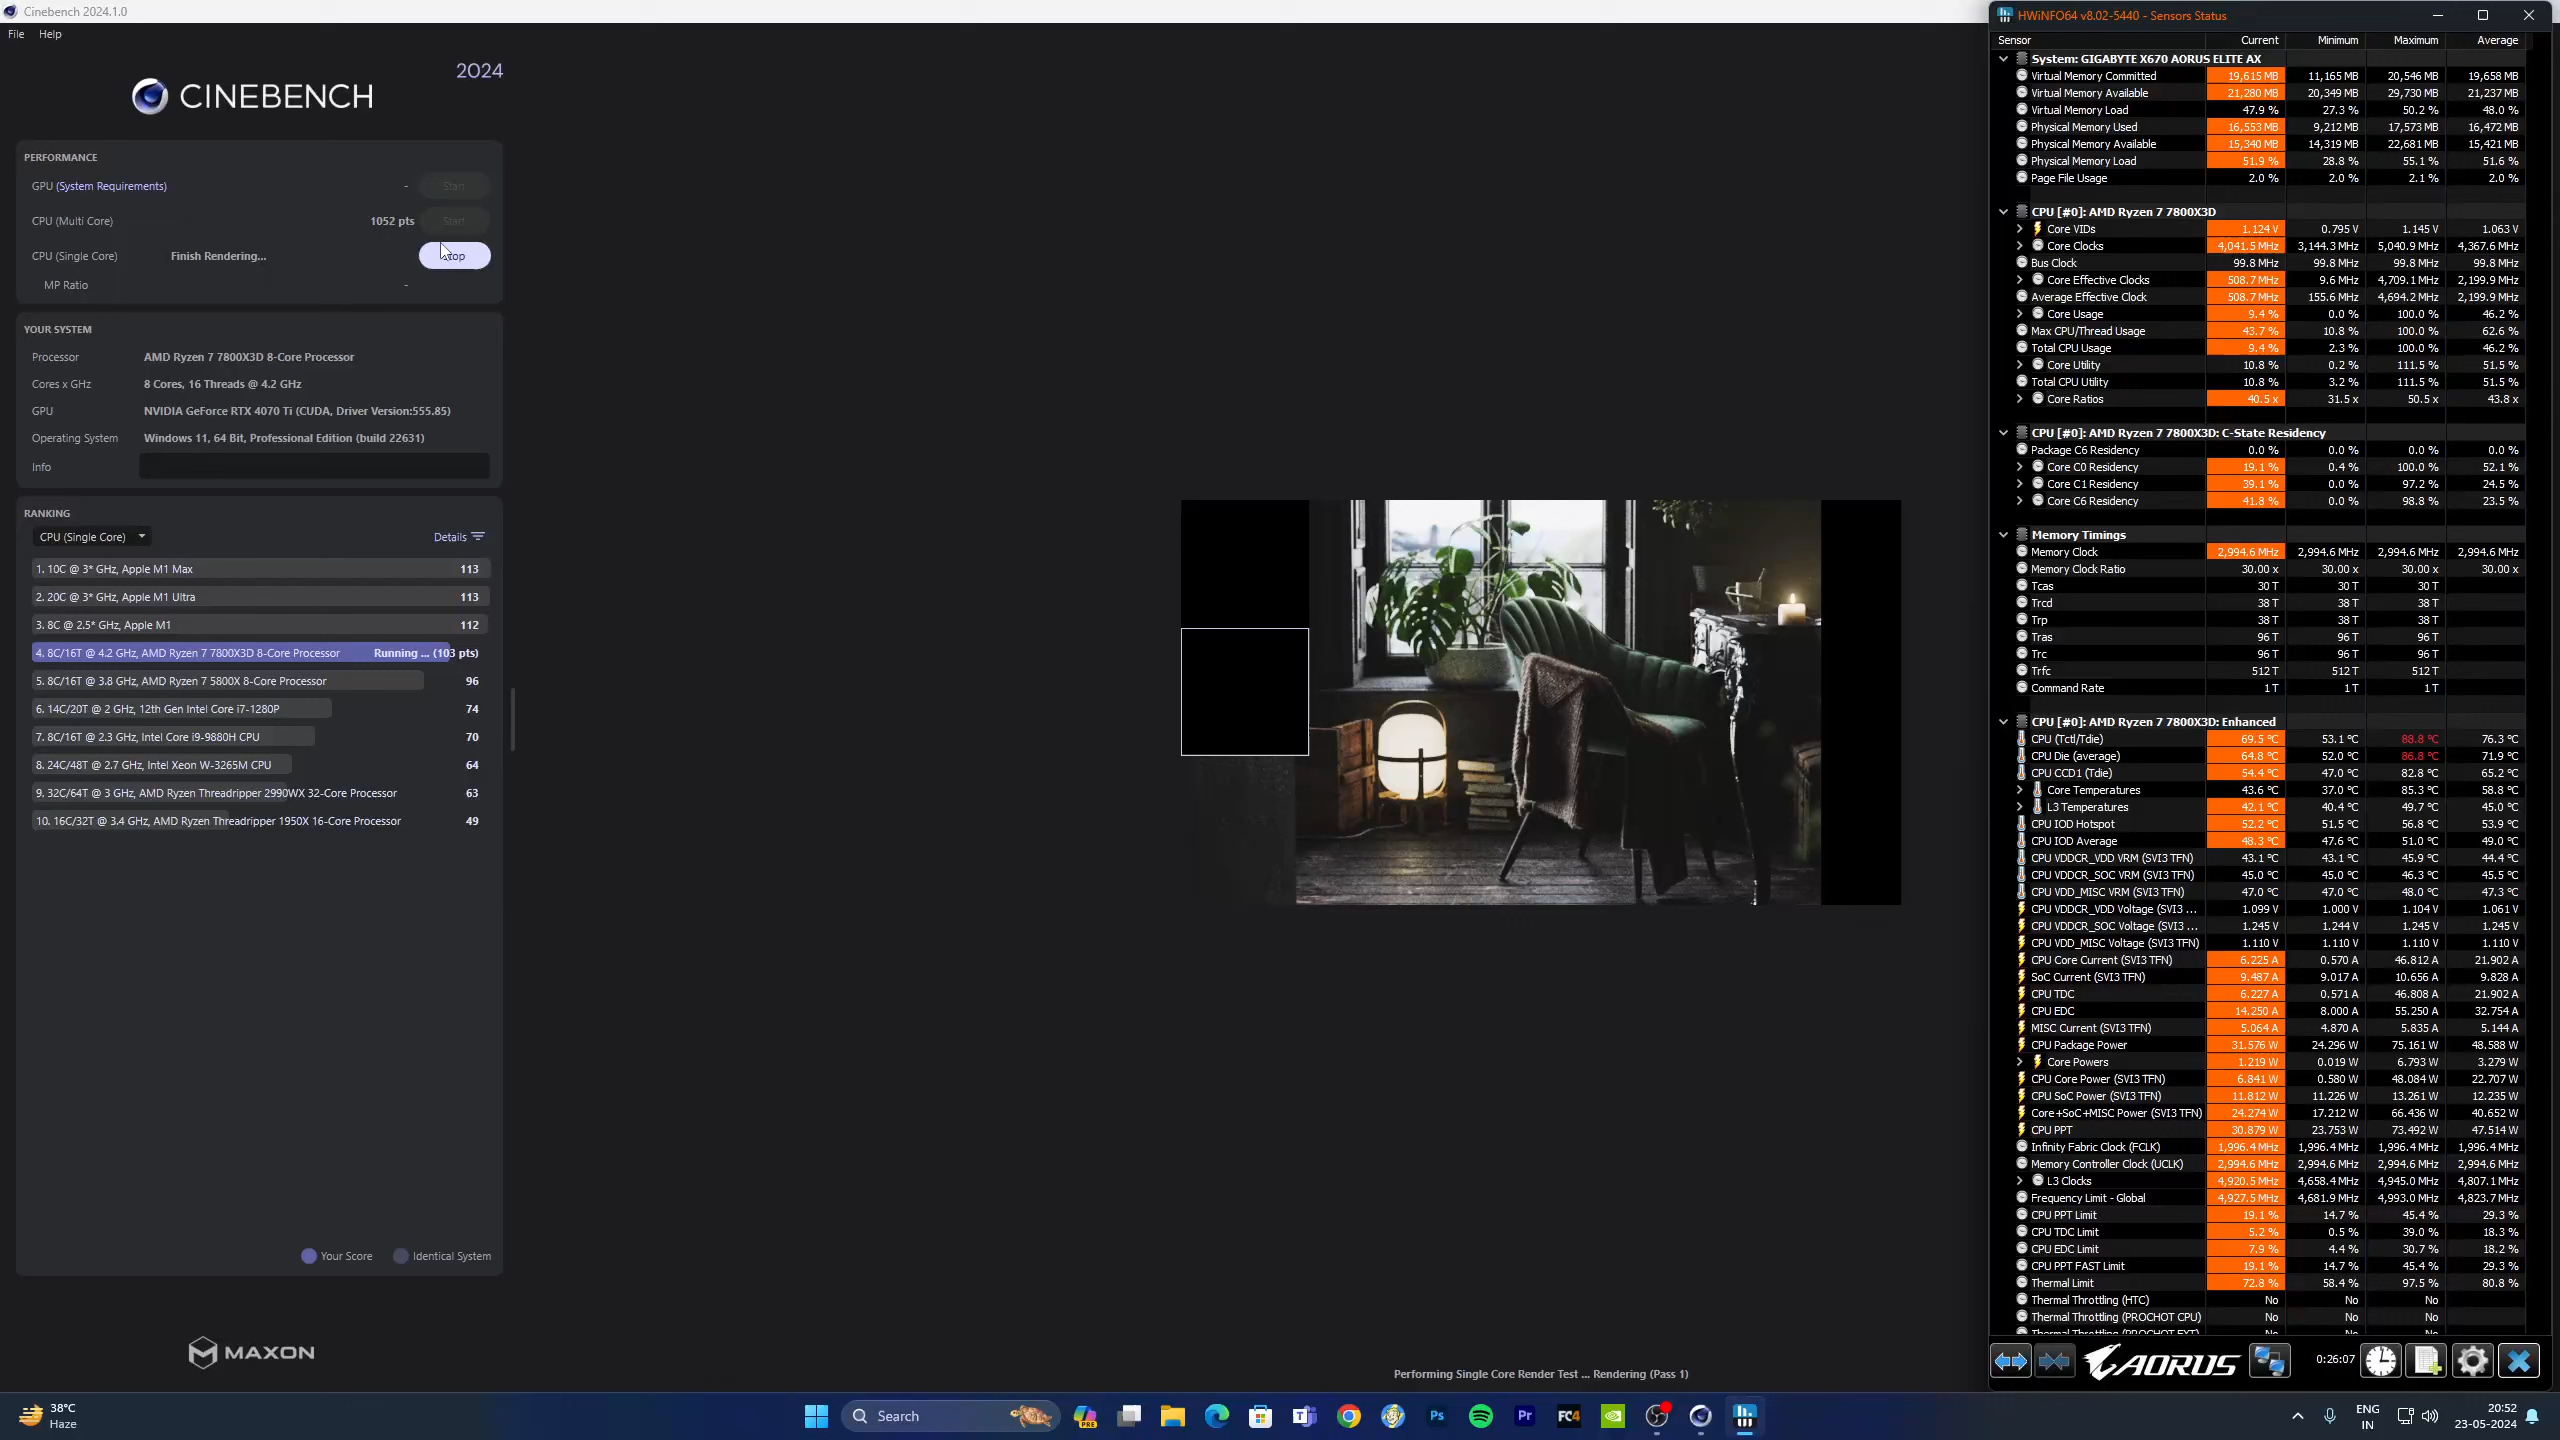 Cinebench 2024.1.0
File Help
2024
CINEBENCH
PERFORMANCE
GPU (System Requirements) - Start
CPU (Multi Core) 1052 pts Start
CPU (Single Core) Finish Rendering...
MP Ratio -
YOUR SYSTEM
Processor AMD Ryzen 7 7800X3D 8-Core Processor
Cores x GHz 8 Cores, 16 Threads @ 4.2 GHz
GPU NVIDIA GeForce RTX 4070 Ti (CUDA, Driver Version:555.85)
Operating System Windows 11, 64 Bit, Professional Edition (build 22631)
Info
RANKING
CPU (Single Core) Details
1. 10C @ 3* GHz, Apple M1 Max 113
2. 20C @ 3* GHz, Apple M1 Ultra 113
3. 8C @ 2.5* GHz, Apple M1 112
4. 8C/16T @ 4.2 GHz, AMD Ryzen 7 7800X3D 8-Core Processor Running ... (103 pts)
5. 8C/16T @ 3.8 GHz, AMD Ryzen 7 5800X 8-Core Processor 96
6. 14C/20T @ 2 GHz, 12th Gen Intel Core i7-1280P 74
7. 8C/16T @ 2.3 GHz, Intel Core i9-9880H CPU 70
8. 24C/48T @ 2.7 GHz, Intel Xeon W-3265M CPU 64
9. 32C/64T @ 3 GHz, AMD Ryzen Threadripper 2990WX 32-Core Processor 63
10. 16C/32T @ 3.4 GHz, AMD Ryzen Threadripper 1950X 16-Core Processor 49
Your Score Identical System
MAXON
Performing Single Core Render Test ... Rendering (Pass 1)
HWiNFO64 v8.02-5440 - Sensors Status
Sensor Current Minimum Maximum Average
System: GIGABYTE X670 AORUS ELITE AX
Virtual Memory Committed 19,615 MB 11,165 MB 20,546 MB 19,658 MB
Virtual Memory Available 21,280 MB 20,349 MB 29,730 MB 21,237 MB
Virtual Memory Load 47.9 % 27.3 % 50.2 % 48.0 %
Physical Memory Used 16,553 MB 9,212 MB 17,573 MB 16,472 MB
Physical Memory Available 15,340 MB 14,319 MB 22,681 MB 15,421 MB
Physical Memory Load 51.9 % 28.8 % 55.1 % 51.6 %
Page File Usage 2.0 % 2.0 % 2.1 % 2.0 %
CPU [#0]: AMD Ryzen 7 7800X3D
Core VIDs 1.124 V 0.795 V 1.145 V 1.063 V
Core Clocks 4,041.5 MHz 3,144.3 MHz 5,040.9 MHz 4,367.6 MHz
Bus Clock 99.8 MHz 99.8 MHz 99.8 MHz 99.8 MHz
Core Effective Clocks 508.7 MHz 9.6 MHz 4,709.1 MHz 2,199.9 MHz
Average Effective Clock 508.7 MHz 155.6 MHz 4,694.2 MHz 2,199.9 MHz
Core Usage 9.4 % 0.0 % 100.0 % 46.2 %
Max CPU/Thread Usage 43.7 % 10.8 % 100.0 % 62.6 %
Total CPU Usage 9.4 % 2.3 % 100.0 % 46.2 %
Core Utility 10.8 % 0.2 % 111.5 % 51.5 %
Total CPU Utility 10.8 % 3.2 % 111.5 % 51.5 %
Core Ratios 40.5 x 31.5 x 50.5 x 43.8 x
CPU [#0]: AMD Ryzen 7 7800X3D: C-State Residency
Package C6 Residency 0.0 % 0.0 % 0.0 % 0.0 %
Core C0 Residency 19.1 % 0.4 % 100.0 % 52.1 %
Core C1 Residency 39.1 % 0.0 % 97.2 % 24.5 %
Core C6 Residency 41.8 % 0.0 % 98.8 % 23.5 %
Memory Timings
Memory Clock 2,994.6 MHz 2,994.6 MHz 2,994.6 MHz 2,994.6 MHz
Memory Clock Ratio 30.00 x 30.00 x 30.00 x 30.00 x
Tcas 30 T 30 T 30 T
Trcd 38 T 38 T 38 T
Trp 38 T 38 T 38 T
Tras 96 T 96 T 96 T
Trc 96 T 96 T 96 T
Trfc 512 T 512 T 512 T
Command Rate 1 T 1 T 1 T
CPU [#0]: AMD Ryzen 7 7800X3D: Enhanced
CPU (Tctl/Tdie) 69.5 °C 53.1 °C 88.8 °C 76.3 °C
CPU Die (average) 64.8 °C 52.0 °C 86.8 °C 71.9 °C
CPU CCD1 (Tdie) 54.4 °C 47.0 °C 82.8 °C 65.2 °C
Core Temperatures 43.6 °C 37.0 °C 85.3 °C 58.8 °C
L3 Temperatures 42.1 °C 40.4 °C 49.7 °C 45.0 °C
CPU IOD Hotspot 52.2 °C 51.5 °C 56.8 °C 53.9 °C
CPU IOD Average 48.3 °C 47.6 °C 51.0 °C 49.0 °C
CPU VDDCR_VDD VRM (SVI3 TFN) 43.1 °C 43.1 °C 45.9 °C 44.4 °C
CPU VDDCR_SOC VRM (SVI3 TFN) 45.0 °C 45.0 °C 46.3 °C 45.5 °C
CPU VDD_MISC VRM (SVI3 TFN) 47.0 °C 47.0 °C 48.0 °C 47.3 °C
CPU VDDCR_VDD Voltage (SVI3 ... 1.099 V 1.000 V 1.104 V 1.061 V
CPU VDDCR_SOC Voltage (SVI3 ... 1.245 V 1.244 V 1.245 V 1.245 V
CPU VDD_MISC Voltage (SVI3 TFN) 1.110 V 1.110 V 1.110 V 1.110 V
CPU Core Current (SVI3 TFN) 6.225 A 0.570 A 46.812 A 21.902 A
SoC Current (SVI3 TFN) 9.487 A 9.017 A 10.656 A 9.828 A
CPU TDC 6.227 A 0.571 A 46.808 A 21.902 A
CPU EDC 14.250 A 8.000 A 55.250 A 32.754 A
MISC Current (SVI3 TFN) 5.064 A 4.870 A 5.835 A 5.144 A
CPU Package Power 31.576 W 24.296 W 75.161 W 48.588 W
Core Powers 1.219 W 0.019 W 6.793 W 3.279 W
CPU Core Power (SVI3 TFN) 6.841 W 0.580 W 48.084 W 22.707 W
CPU SoC Power (SVI3 TFN) 11.812 W 11.226 W 13.261 W 12.235 W
Core+SoC+MISC Power (SVI3 TFN) 24.274 W 17.212 W 66.436 W 40.652 W
CPU PPT 30.879 W 23.753 W 73.492 W 47.514 W
Infinity Fabric Clock (FCLK) 1,996.4 MHz 1,996.4 MHz 1,996.4 MHz 1,996.4 MHz
Memory Controller Clock (UCLK) 2,994.6 MHz 2,994.6 MHz 2,994.6 MHz 2,994.6 MHz
L3 Clocks 4,920.5 MHz 4,658.4 MHz 4,945.0 MHz 4,807.1 MHz
Frequency Limit - Global 4,927.5 MHz 4,681.9 MHz 4,993.0 MHz 4,823.7 MHz
CPU PPT Limit 19.1 % 14.7 % 45.4 % 29.3 %
CPU TDC Limit 5.2 % 0.5 % 39.0 % 18.3 %
CPU EDC Limit 7.9 % 4.4 % 30.7 % 18.2 %
CPU PPT FAST Limit 19.1 % 14.7 % 45.4 % 29.3 %
Thermal Limit 72.8 % 58.4 % 97.5 % 80.8 %
Thermal Throttling (HTC) No No No
Thermal Throttling (PROCHOT CPU) No No No
Thermal Throttling (PROCHOT EXT) No No No
AORUS 0:26:07
38°C
Haze
Search
PRE
Ps
Pr
FC4
ENG
IN
20:52
23-05-2024